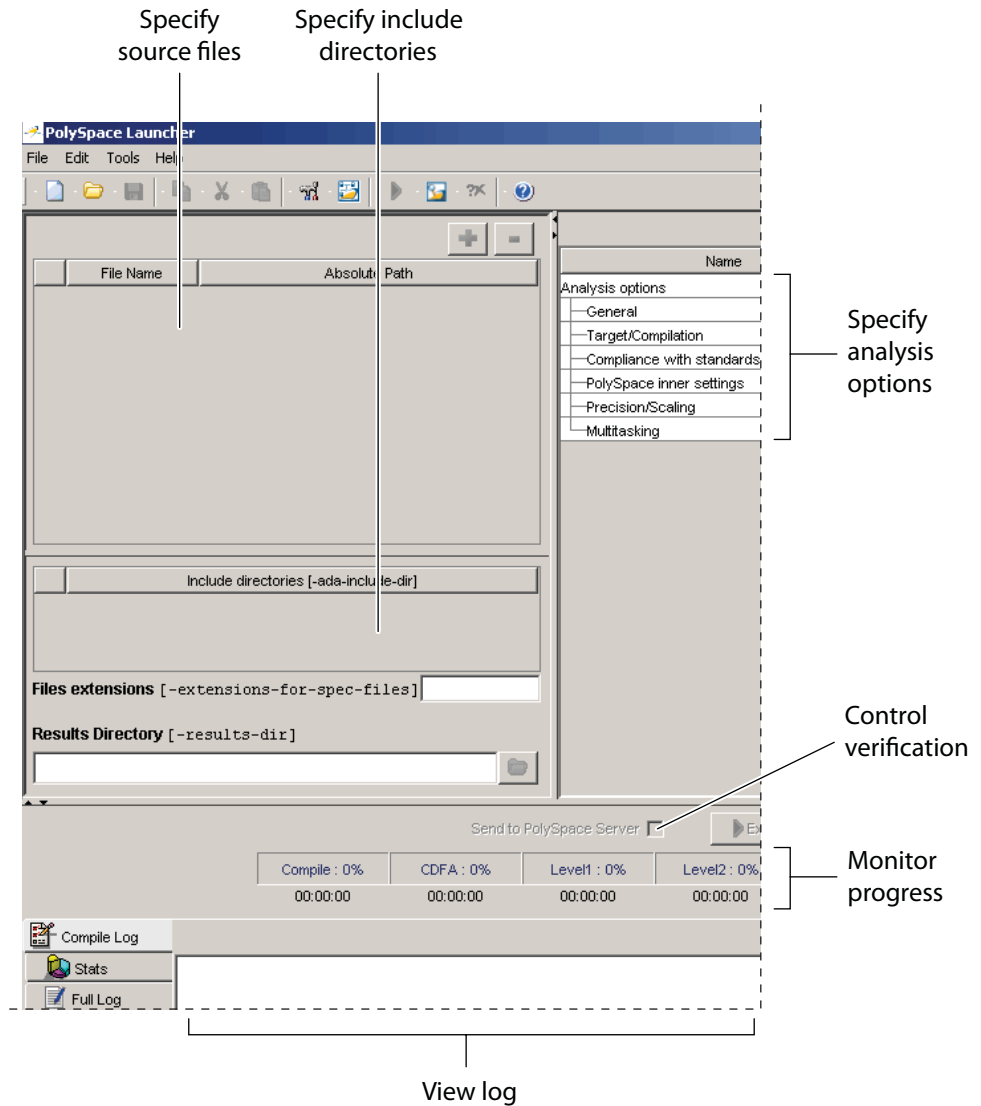 Specify
source files
Specify include
directories
PolySpace Launcher
File Edit Tools Help
File Name Absolute Path
Name
Analysis options
General
Target/Compilation
Compliance with standards
PolySpace inner settings
Precision/Scaling
Multitasking
Specify
analysis
options
Include directories [-ada-include-dir]
Files extensions [-extensions-for-spec-files]
Results Directory [-results-dir]
Control
verification
Send to PolySpace Server
Compile : 0% CDFA : 0% Level1 : 0% Level2 : 0%
00:00:00 00:00:00 00:00:00 00:00:00
Monitor
progress
Compile Log
Stats
Full Log
View log